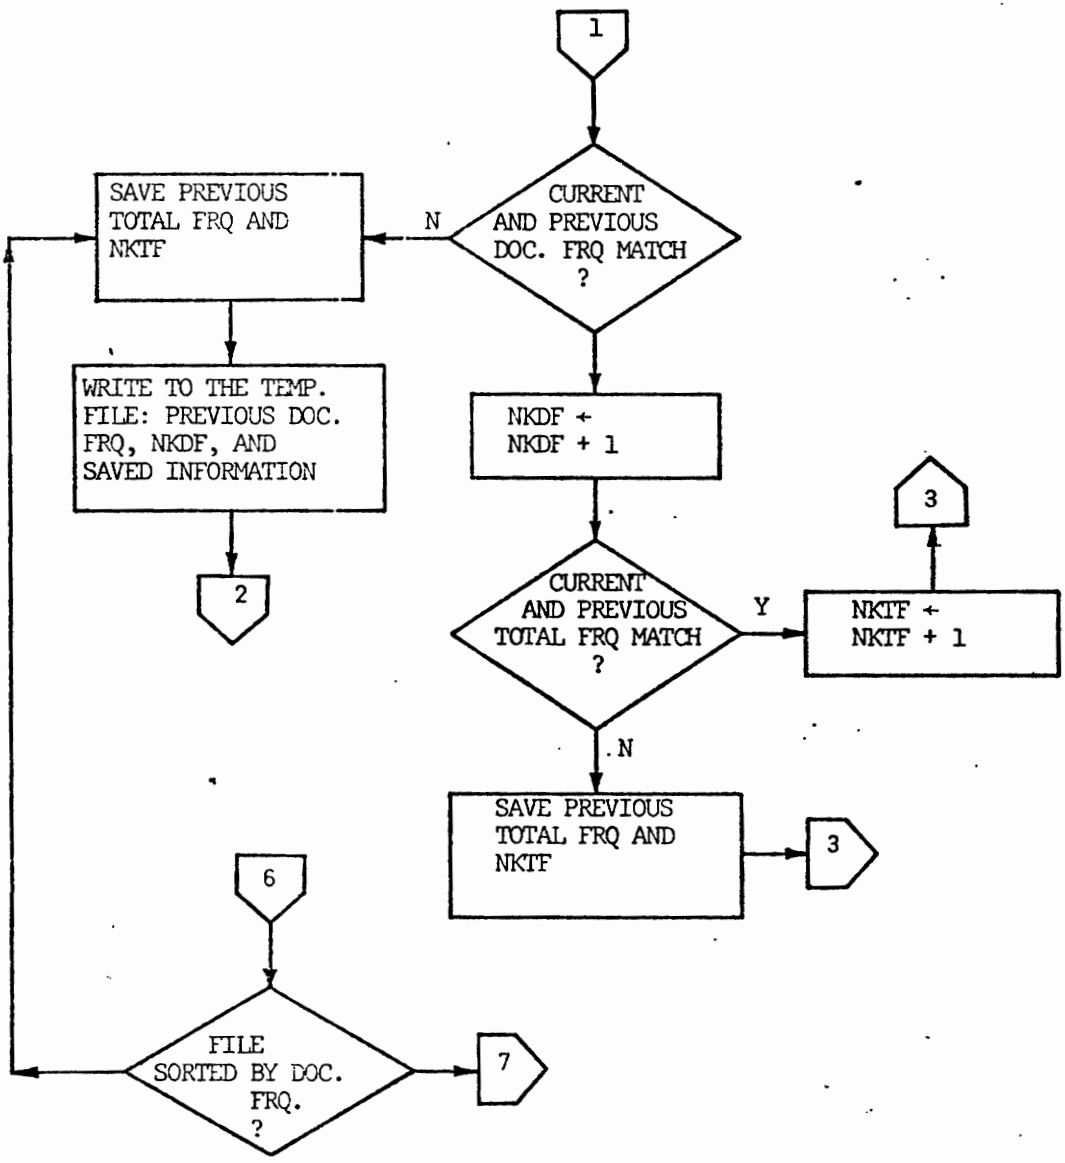 1
CURRENT
AND PREVIOUS
DOC. FRQ MATCH
?
N
SAVE PREVIOUS
TOTAL FRQ AND
NKTF
WRITE TO THE TEMP.
FILE: PREVIOUS DOC.
FRQ, NKDF, AND
SAVED INFORMATION
2
NKDF ←
NKDF + 1
CURRENT
AND PREVIOUS
TOTAL FRQ MATCH
?
Y
NKTF ←
NKTF + 1
3
N
SAVE PREVIOUS
TOTAL FRQ AND
NKTF
3
6
FILE
SORTED BY DOC.
FRQ.
?
7